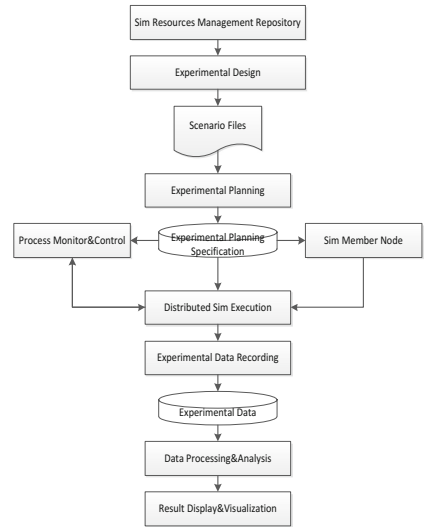 Sim Resources Management Repository
Experimental Design
Scenario Files
Experimental Planning
Process Monitor&Control
Experimental Planning
Specification
Sim Member Node
Distributed Sim Execution
Experimental Data Recording
Experimental Data
Data Processing&Analysis
Result Display&Visualization